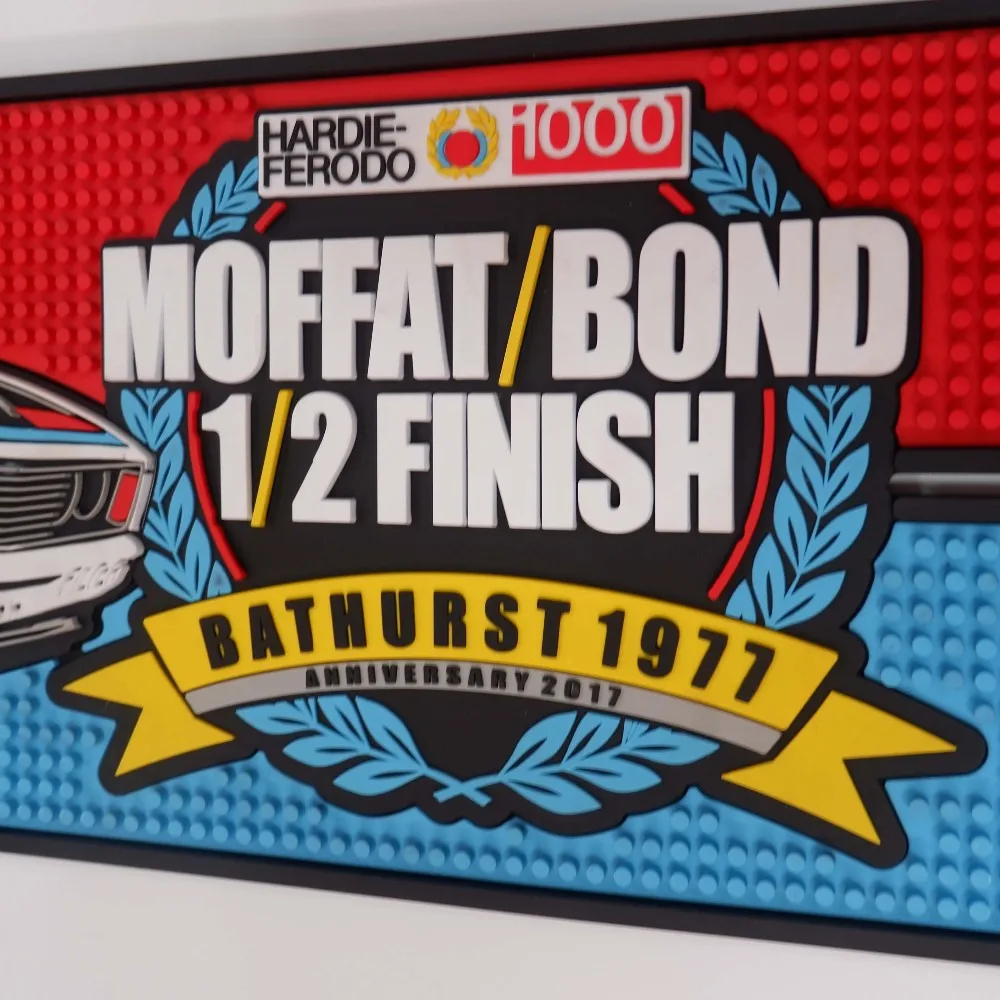 HARDIE-
FERODO
1000
MOFFAT/BOND
1/2 FINISH
BATHURST 1977
ANNIVERSARY 2017